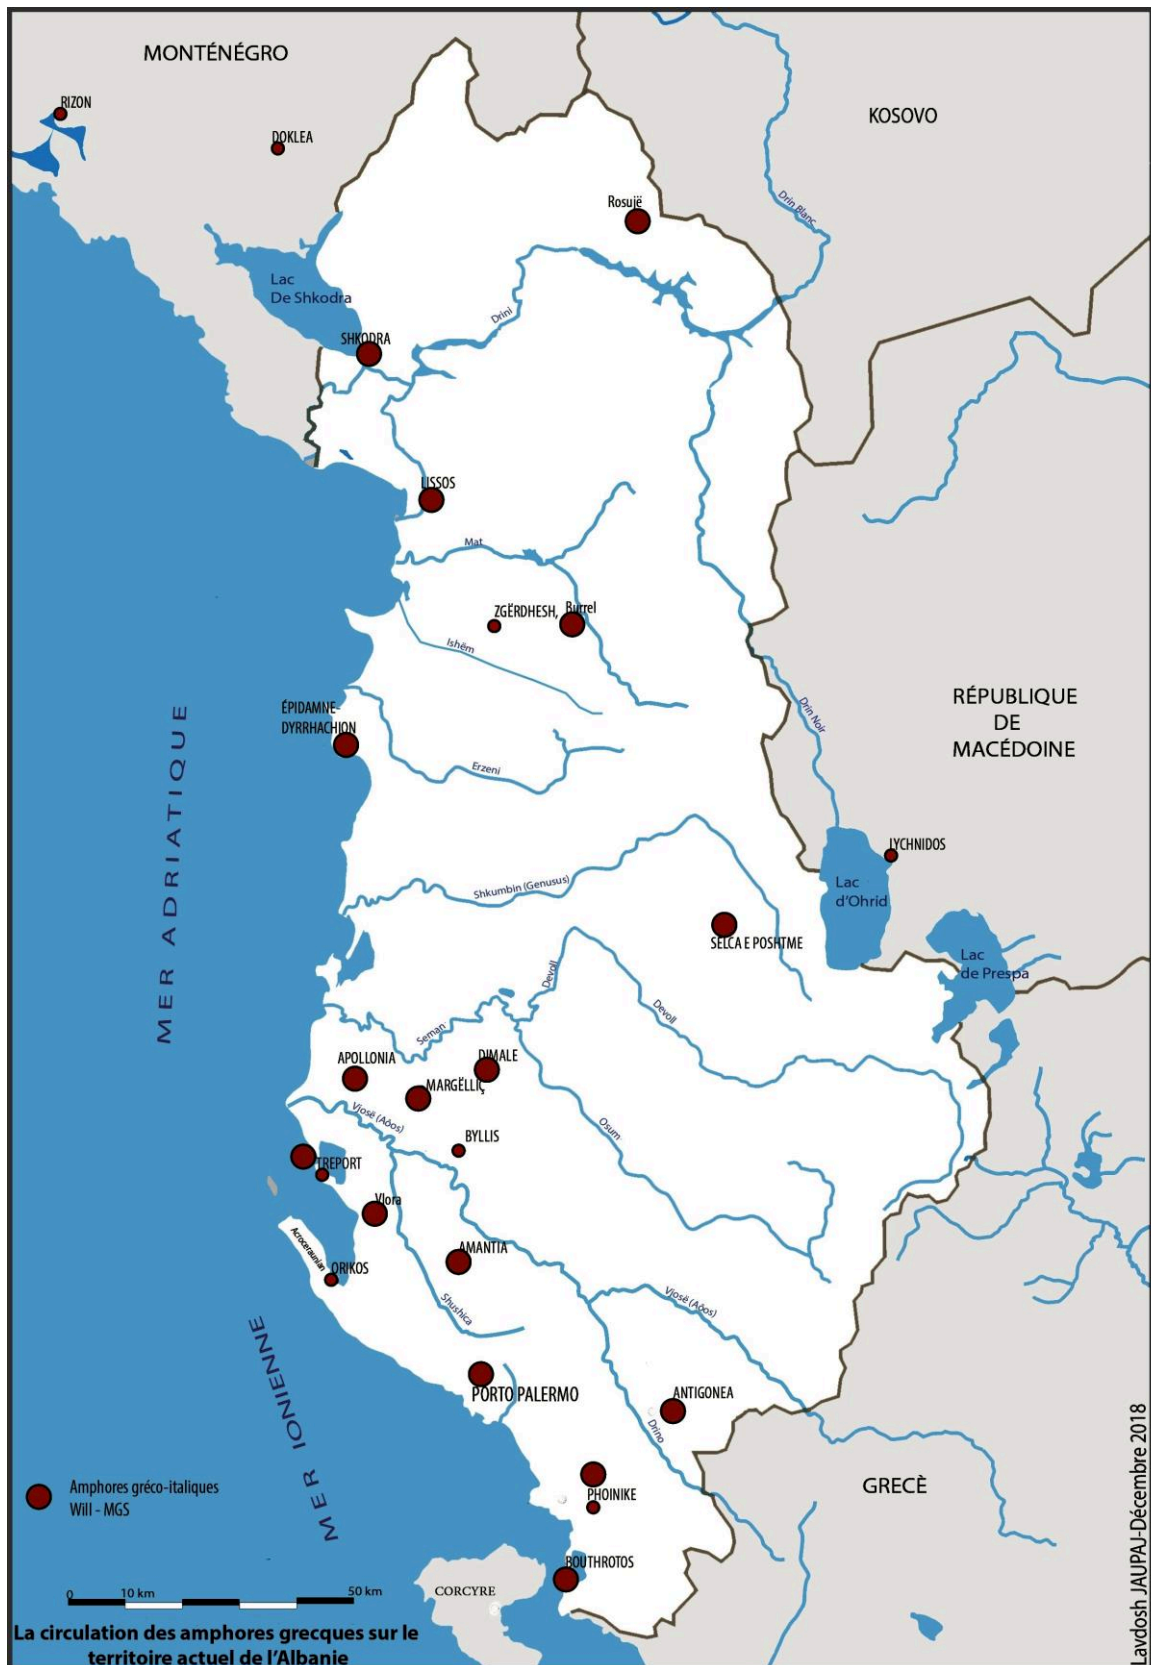 MONTÉNÉGRO
KOSOVO
RIZON
DOKLEA
Rosujë
Drin Blanc
Lac
De Shkodra
Drini
SHKODRA
LISSOS
Mat
ZGËRDHESH,
Burrel
Ishëm
RÉPUBLIQUE
DE
MACÉDOINE
Drin Noir
ÉPIDAMNE-
DYRRHACHION
Erzeni
MER ADRIATIQUE
LYCHNIDOS
Lac
d'Ohrid
Shkumbin (Genusus)
SELCA E POSHTME
Lac
de Prespa
Devoll
Devoll
Seman
APOLLONIA
DIMALE
MARGËLLIÇ
Vjosë (Aôos)
Osum
BYLLIS
TREPORT
Vlora
Acroceraunian
AMANTIA
ORIKOS
Shushica
Vjosë (Aôos)
MER IONIENNE
PORTO PALERMO
ANTIGONEA
Drino
PHOINIKE
GRECÈ
Amphores gréco-italiques
Will - MGS
BOUTHROTOS
CORCYRE
0 10 km 50 km
La circulation des amphores grecques sur le
territoire actuel de l'Albanie
Lavdosh JAUPAJ-Décembre 2018